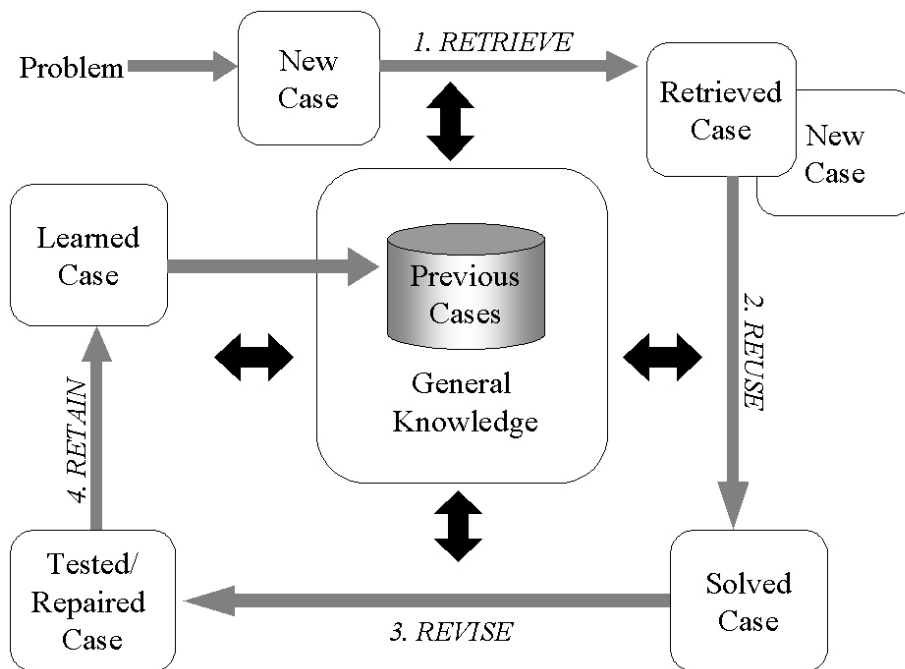 Problem
New
Case
1. RETRIEVE
Retrieved
Case
New
Case
Learned
Case
Previous
Cases
General
Knowledge
2. REUSE
4. RETAIN
Tested/
Repaired
Case
3. REVISE
Solved
Case